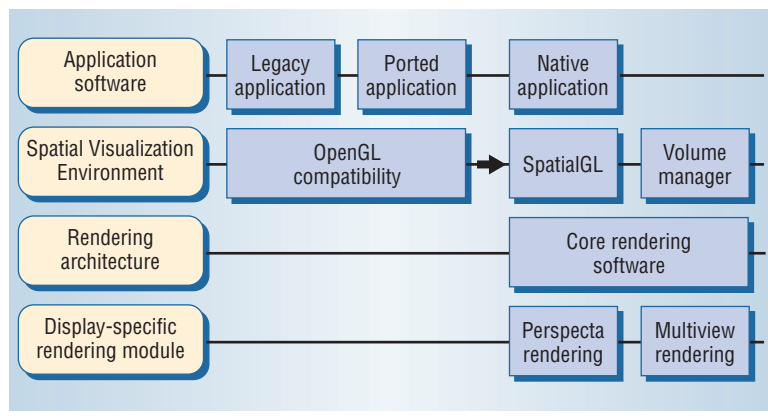 Application
software
Legacy
application
Ported
application
Native
application
Spatial Visualization
Environment
OpenGL
compatibility
SpatialGL
Volume
manager
Rendering
architecture
Core rendering
software
Display-specific
rendering module
Perspecta
rendering
Multiview
rendering